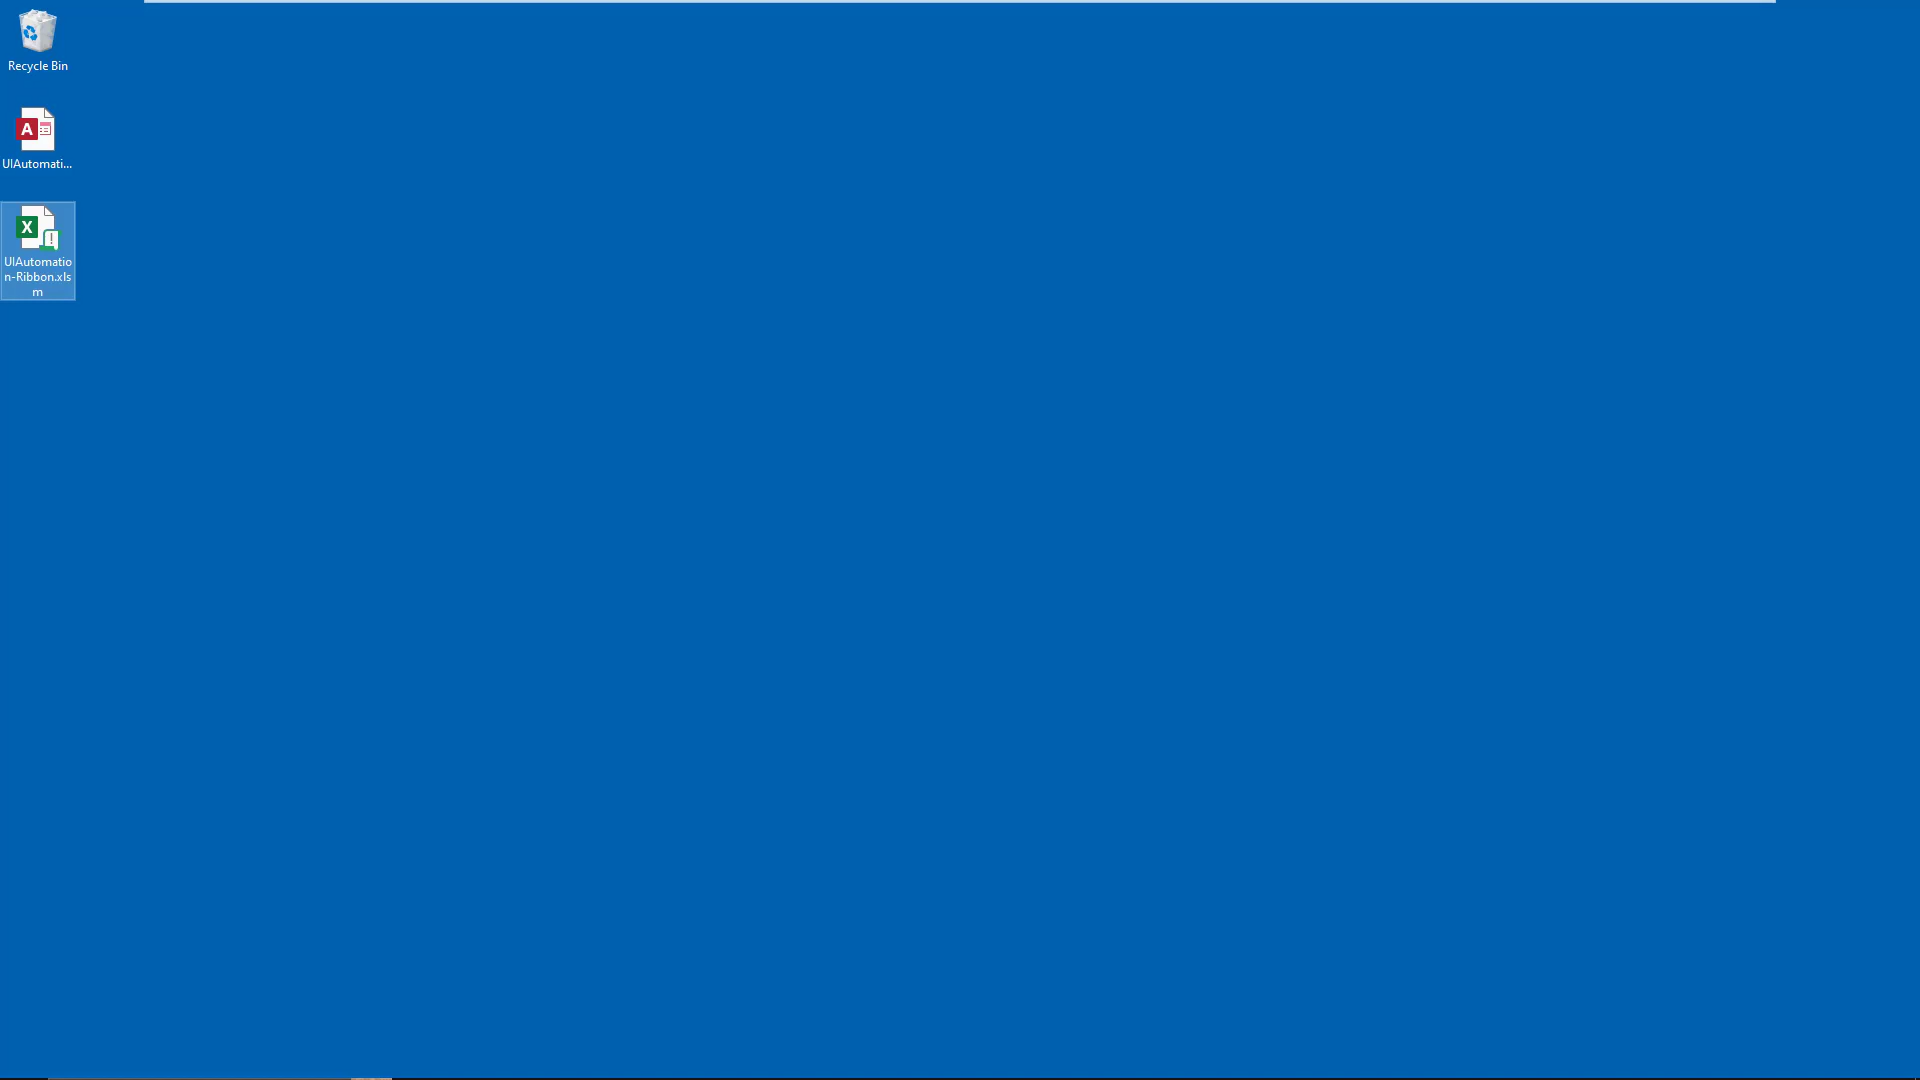 Recycle Bin
A
UIAutomati...
X
UIAutomatio
n-Ribbon.xls
m